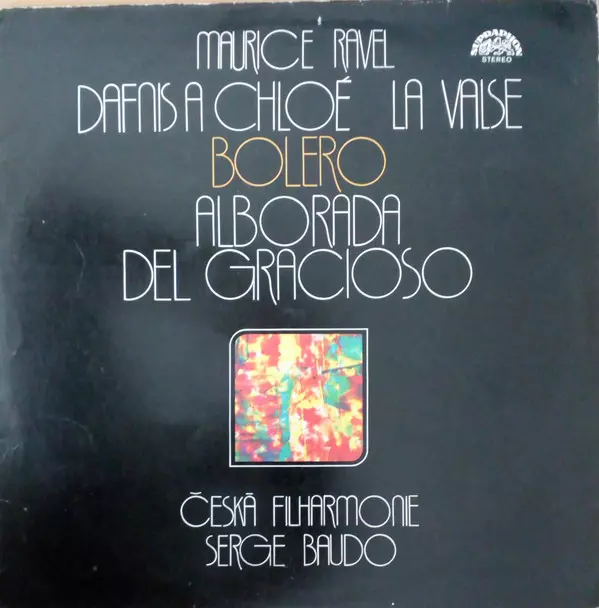 MAURICE RAVEL
SUPRAPHON
STEREO
DAFNIS A CHLOÉ LA VALSE
BOLERO
ALBORADA
DEL GRACIOSO
ČESKÁ FILHARMONIE
SERGE BAUDO